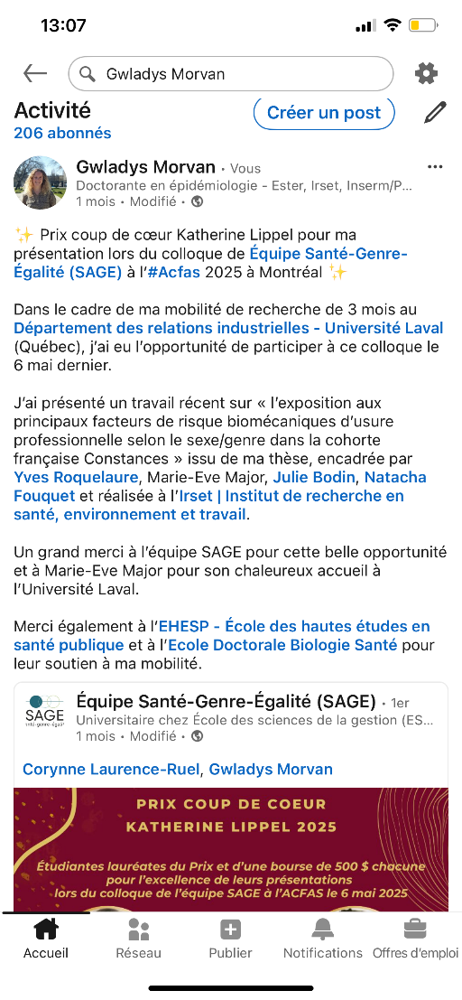 13:07
Gwladys Morvan
Activité
Créer un post
206 abonnés
Gwladys Morvan • Vous
Doctorante en épidémiologie - Ester, Irset, Inserm/P...
1 mois • Modifié •
✨ Prix coup de cœur Katherine Lippel pour ma
présentation lors du colloque de Équipe Santé-Genre-
Égalité (SAGE) à l’#Acfas 2025 à Montréal ✨
Dans le cadre de ma mobilité de recherche de 3 mois au
Département des relations industrielles - Université Laval
(Québec), j’ai eu l’opportunité de participer à ce colloque le
6 mai dernier.
J’ai présenté un travail récent sur « l’exposition aux
principaux facteurs de risque biomécaniques d’usure
professionnelle selon le sexe/genre dans la cohorte
française Constances » issu de ma thèse, encadrée par
Yves Roquelaure, Marie-Eve Major, Julie Bodin, Natacha
Fouquet et réalisée à l’Irset | Institut de recherche en
santé, environnement et travail.
Un grand merci à l’équipe SAGE pour cette belle opportunité
et à Marie-Eve Major pour son chaleureux accueil à
l’Université Laval.
Merci également à l’EHESP - École des hautes études en
santé publique et à l’Ecole Doctorale Biologie Santé pour
leur soutien à ma mobilité.
SAGE
Équipe Santé-Genre-Égalité (SAGE) • 1er
Universitaire chez École des sciences de la gestion (ES...
1 mois • Modifié •
Corynne Laurence-Ruel, Gwladys Morvan
PRIX COUP DE COEUR
KATHERINE LIPPEL 2025
Étudiantes lauréates du Prix et d’une bourse de 500 $ chacune
pour l’excellence de leurs présentations
lors du colloque de l’équipe SAGE à l’ACFAS le 6 mai 2025
Accueil
Réseau
Publier
Notifications
Offres d’emploi